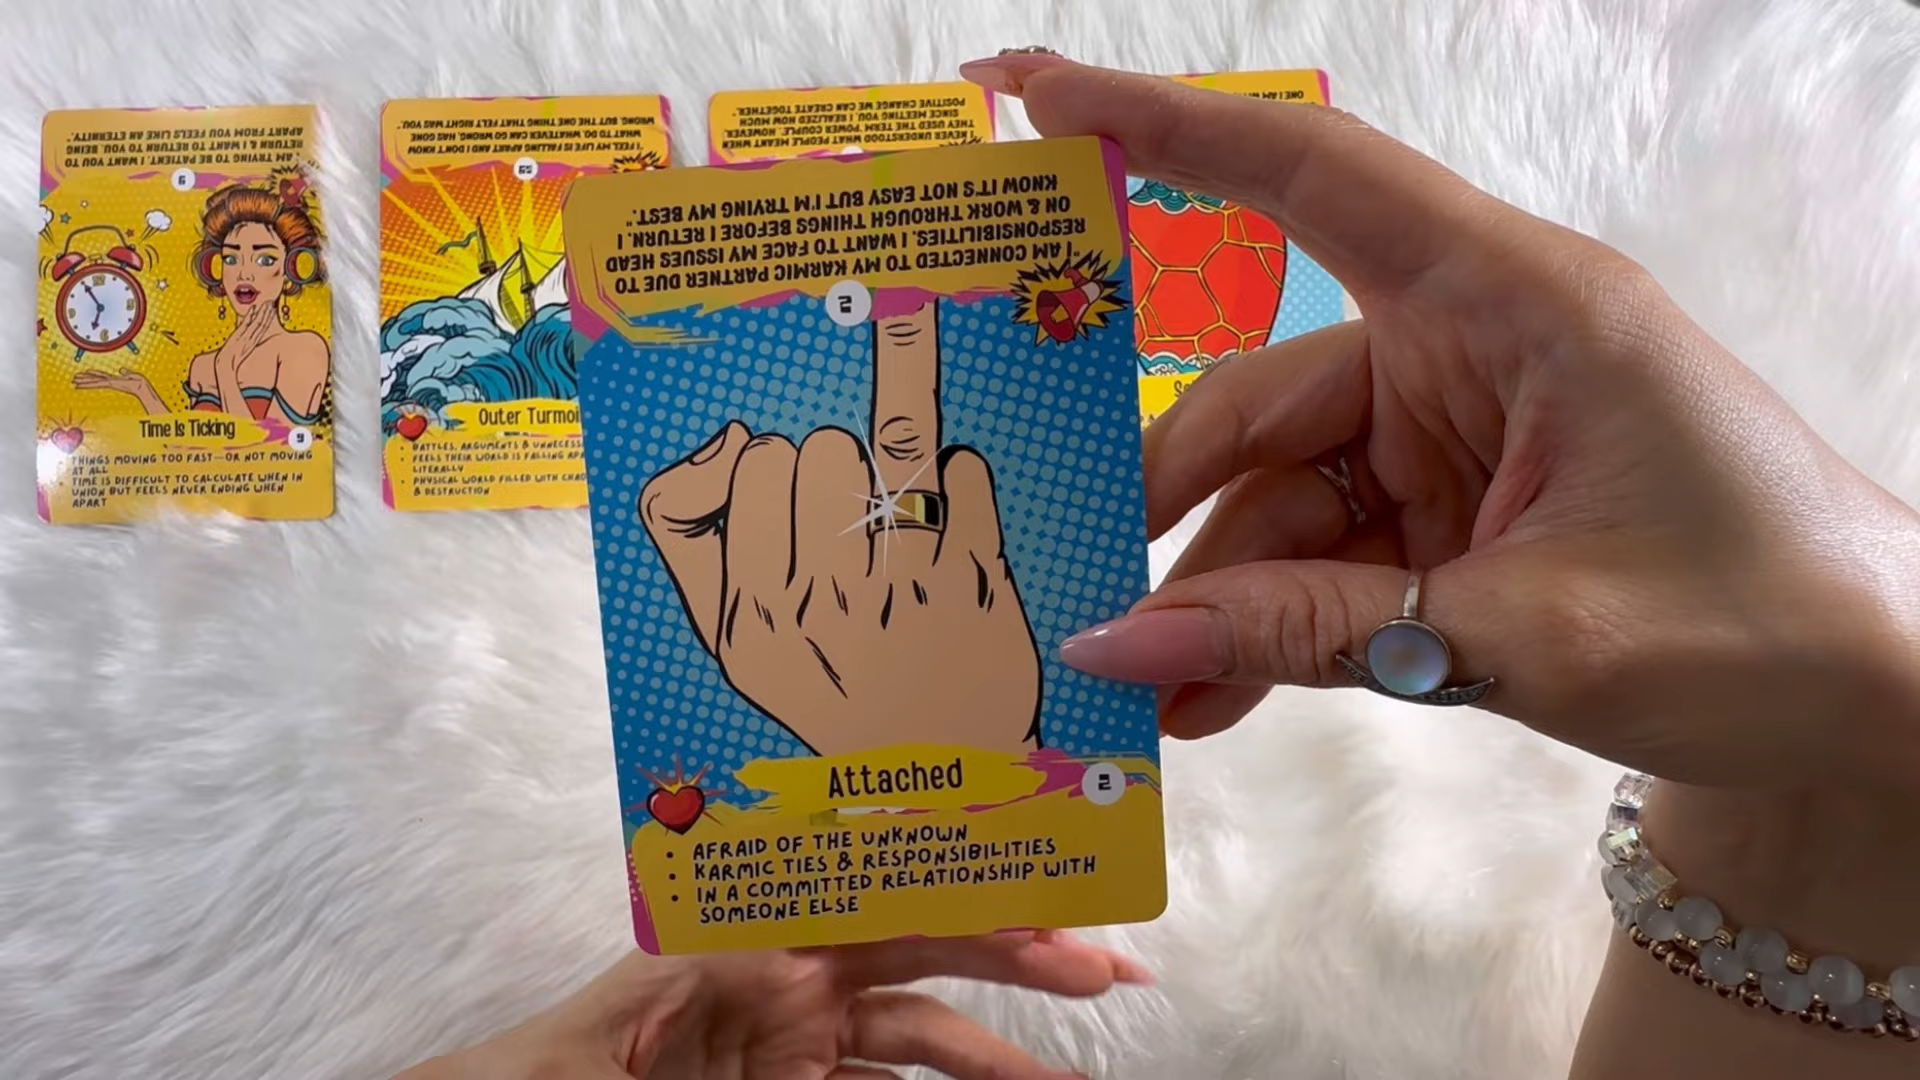 "I AM TRYING TO BE PATIENT. I WANT YOU TO
RETURN & I WANT TO RETURN TO YOU. BEING
APART FROM YOU FEELS LIKE AN ETERNITY."
9
Time Is Ticking
9
THINGS MOVING TOO FAST—OR NOT MOVING
AT ALL
TIME IS DIFFICULT TO CALCULATE WHEN IN
UNION BUT FEELS NEVER ENDING WHEN
APART
"I FEEL MY LIFE IS FALLING APART AND I DON'T KNOW
WHAT TO DO. WHATEVER CAN GO WRONG, HAS GONE
WRONG. BUT THE ONE THING THAT FELT RIGHT WAS YOU."
59
Outer Turmoi
• BATTLES, ARGUMENTS & UNNECESS
• FEELS THEIR WORLD IS FALLING APA
LITERALLY
• PHYSICAL WORLD FILLED WITH CHAO
& DESTRUCTION
"I NEVER UNDERSTOOD WHAT PEOPLE MEANT WHEN
THEY USED THE TERM, 'POWER COUPLE'. HOWEVER,
SINCE MEETING YOU, I REALIZED HOW MUCH
POSITIVE CHANGE WE CAN CREATE TOGETHER."
ONE I AM
"I AM CONNECTED TO MY KARMIC PARTNER DUE TO
RESPONSIBILITIES. I WANT TO FACE MY ISSUES HEAD
ON & WORK THROUGH THINGS BEFORE I RETURN. I
KNOW IT'S NOT EASY BUT I'M TRYING MY BEST."
2
Attached
2
• AFRAID OF THE UNKNOWN
• KARMIC TIES & RESPONSIBILITIES
• IN A COMMITTED RELATIONSHIP WITH
SOMEONE ELSE